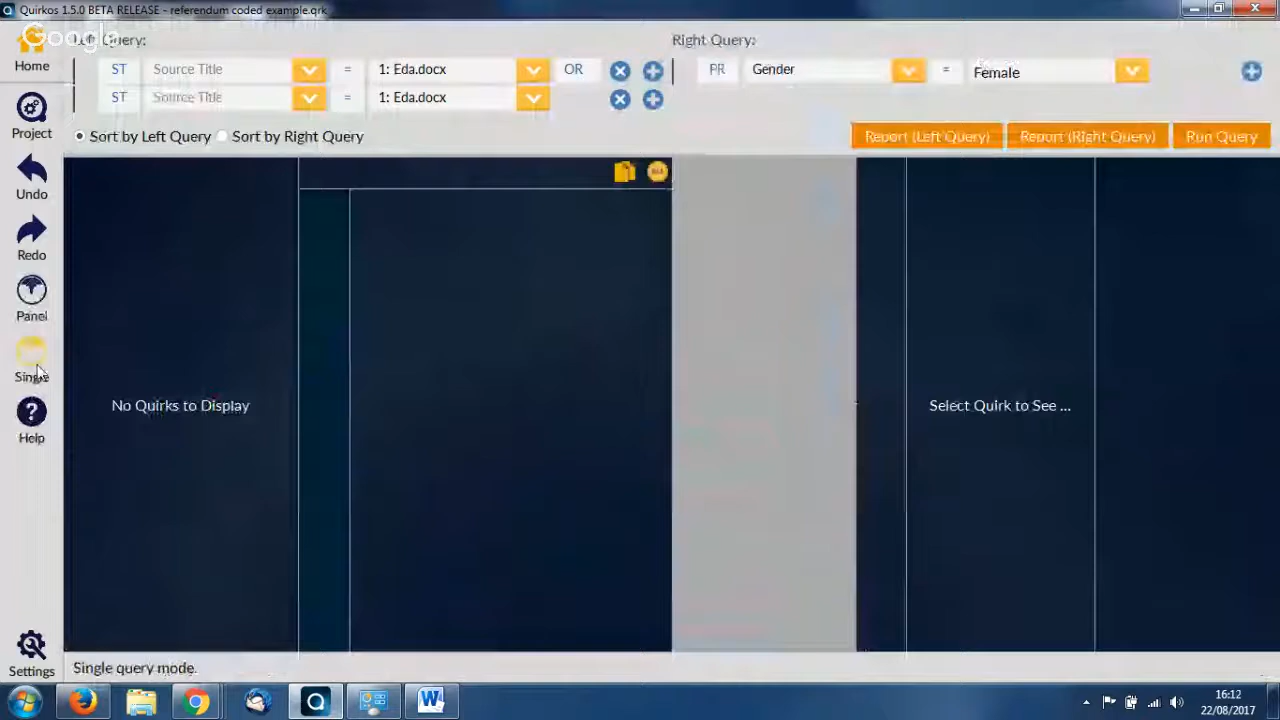 Quirkos 1.5.0 BETA RELEASE - referendum coded example.qrk
Google
Left Query:
Right Query:
Home
ST Source Title = 1: Eda.docx OR
PR Gender = Female
ST Source Title = 1: Eda.docx
Project
Sort by Left Query Sort by Right Query
Report (Left Query) Report (Right Query) Run Query
Undo
Redo
Panel
Single
No Quirks to Display
Select Quirk to See ...
Help
Settings
Single query mode.
16:12
22/08/2017